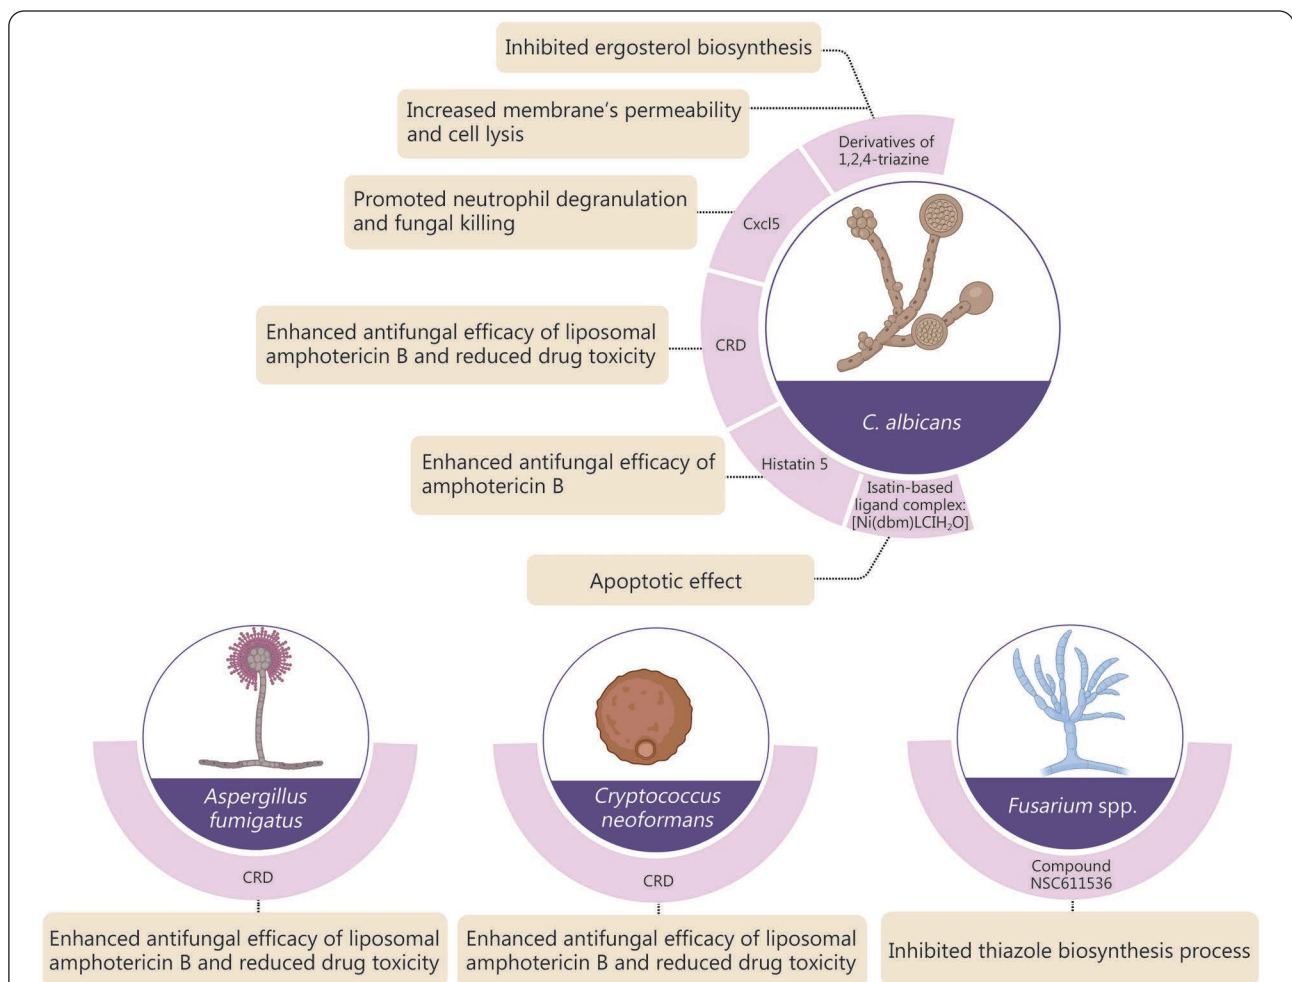 Inhibited ergosterol biosynthesis
Increased membrane's permeability
and cell lysis
Derivatives of
1,2,4-triazine
Promoted neutrophil degranulation
and fungal killing
Cxcl5
Enhanced antifungal efficacy of liposomal
amphotericin B and reduced drug toxicity
CRD
C. albicans
Enhanced antifungal efficacy of
amphotericin B
Histatin 5
Isatin-based
ligand complex:
[Ni(dbm)LClH₂O]
Apoptotic effect
Aspergillus
fumigatus
CRD
Enhanced antifungal efficacy of liposomal
amphotericin B and reduced drug toxicity
Cryptococcus
neoformans
CRD
Enhanced antifungal efficacy of liposomal
amphotericin B and reduced drug toxicity
Fusarium spp.
Compound
NSC611536
Inhibited thiazole biosynthesis process